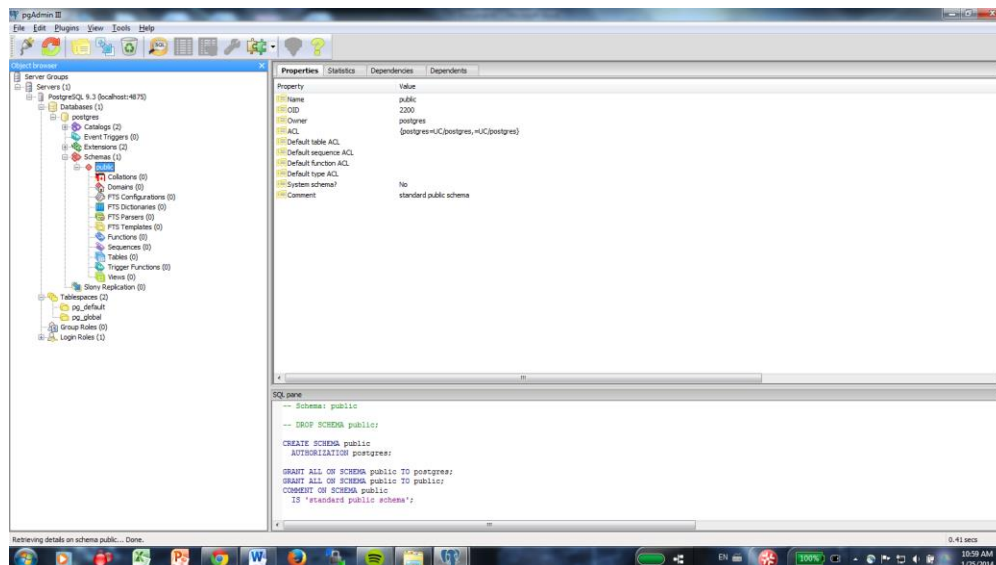 pgAdmin III
File Edit Plugins View Tools Help
Object browser
Server Groups
Servers (1)
PostgreSQL 9.3 (localhost:4875)
Databases (1)
postgres
Catalogs (2)
Event Triggers (0)
Extensions (2)
Schemas (1)
public
Collations (0)
Domains (0)
FTS Configurations (0)
FTS Dictionaries (0)
FTS Parsers (0)
FTS Templates (0)
Functions (0)
Sequences (0)
Tables (0)
Trigger Functions (0)
Views (0)
Slony Replication (0)
Tablespaces (2)
pg_default
pg_global
Group Roles (0)
Login Roles (1)
Properties Statistics Dependencies Dependents
Property Value
Name public
OID 2200
Owner postgres
ACL {postgres=UC/postgres,=UC/postgres}
Default table ACL
Default sequence ACL
Default function ACL
Default type ACL
System schema? No
Comment standard public schema
SQL pane
-- Schema: public
-- DROP SCHEMA public;
CREATE SCHEMA public
AUTHORIZATION postgres;
GRANT ALL ON SCHEMA public TO postgres;
GRANT ALL ON SCHEMA public TO public;
COMMENT ON SCHEMA public
IS 'standard public schema';
Retrieving details on schema public... Done. 0.41 secs
EN 100% 10:59 AM
1/25/2014